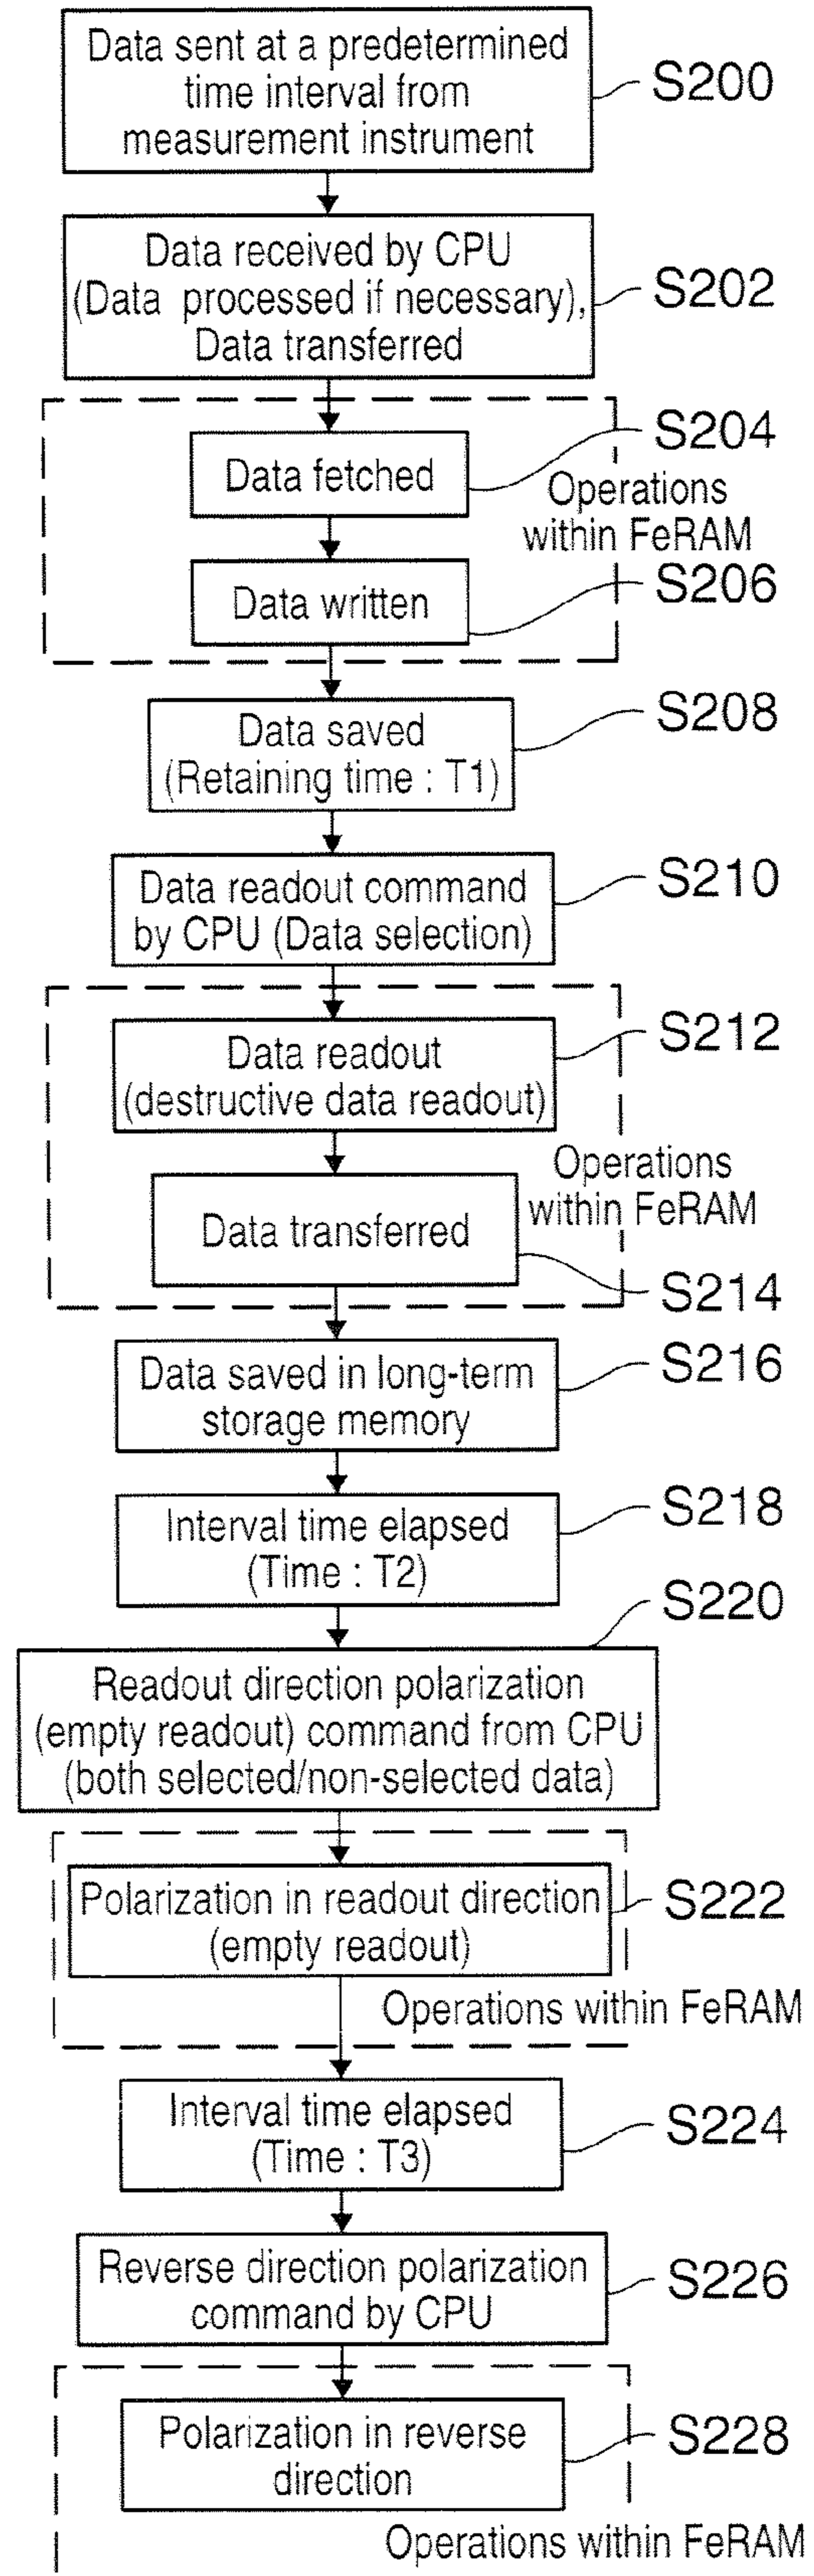 Data sent at a predetermined
time interval from
measurement instrument
S200
Data received by CPU
(Data processed if necessary),
Data transferred
S202
Data fetched
S204
Operations
within FeRAM
Data written
S206
Data saved
(Retaining time : T1)
S208
Data readout command
by CPU (Data selection)
S210
Data readout
(destructive data readout)
S212
Operations
within FeRAM
Data transferred
S214
Data saved in long-term
storage memory
S216
Interval time elapsed
(Time : T2)
S218
S220
Readout direction polarization
(empty readout) command from CPU
(both selected/non-selected data)
Polarization in readout direction
(empty readout)
S222
Operations within FeRAM
Interval time elapsed
(Time : T3)
S224
Reverse direction polarization
command by CPU
S226
Polarization in reverse
direction
S228
Operations within FeRAM